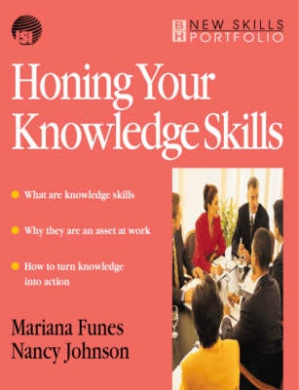 BH NEW SKILLS
PORTFOLIO
Honing Your
Knowledge Skills
What are knowledge skills
Why they are an asset at work
How to turn knowledge
into action
Mariana Funes
Nancy Johnson